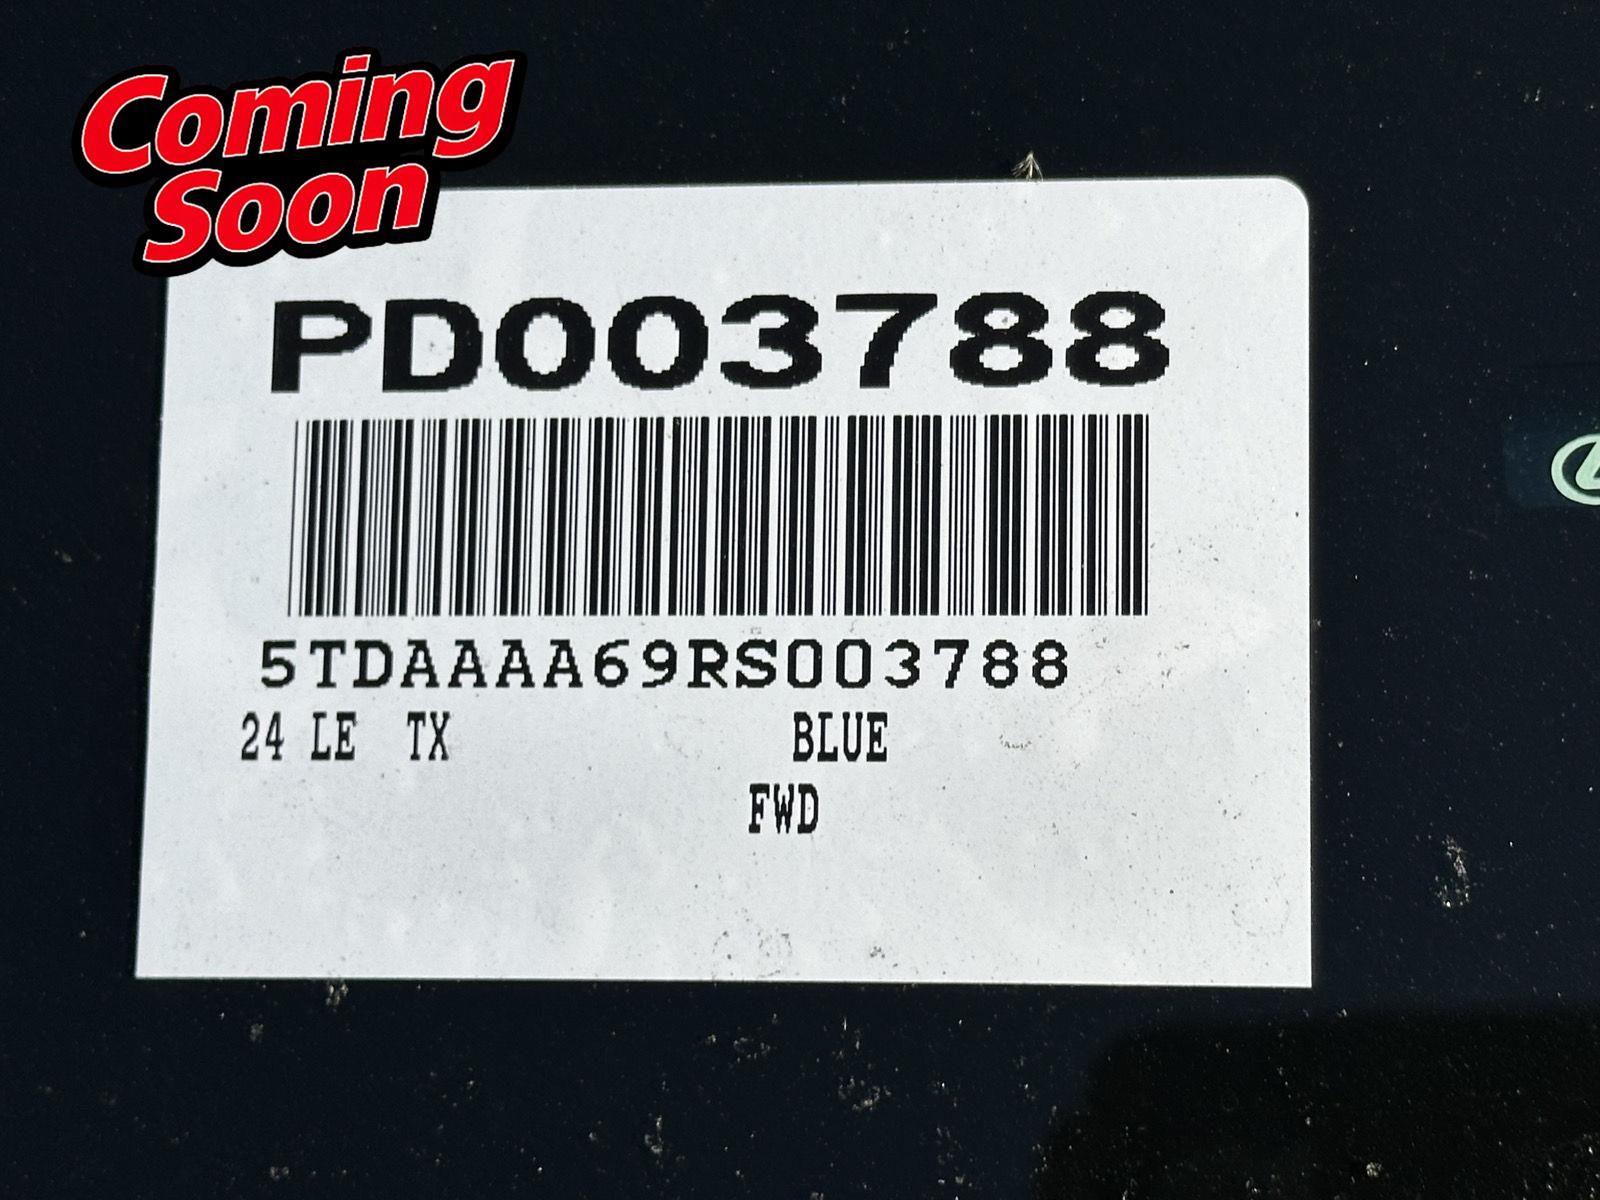 Coming
Soon
PD003788
5TDAAAA69RS003788
24 LE TX BLUE
FWD